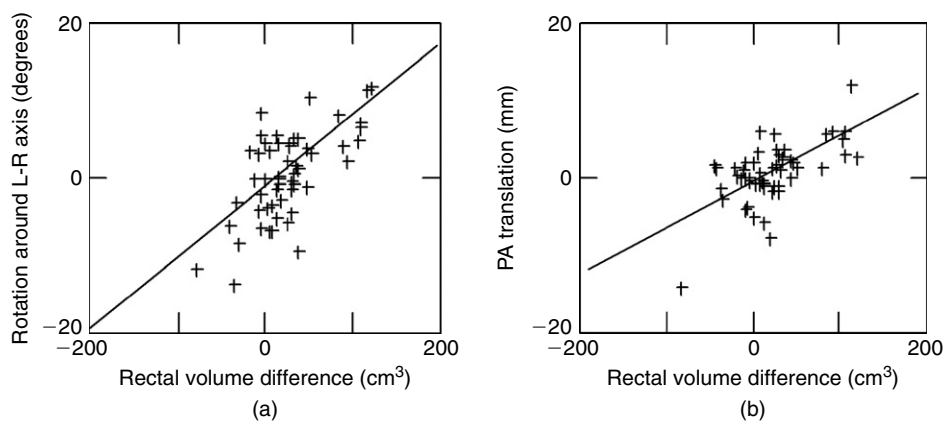 Rotation around L-R axis (degrees)
20
0
−20
−200
0
200
Rectal volume difference (cm³)
(a)
PA translation (mm)
20
0
−20
−200
0
200
Rectal volume difference (cm³)
(b)